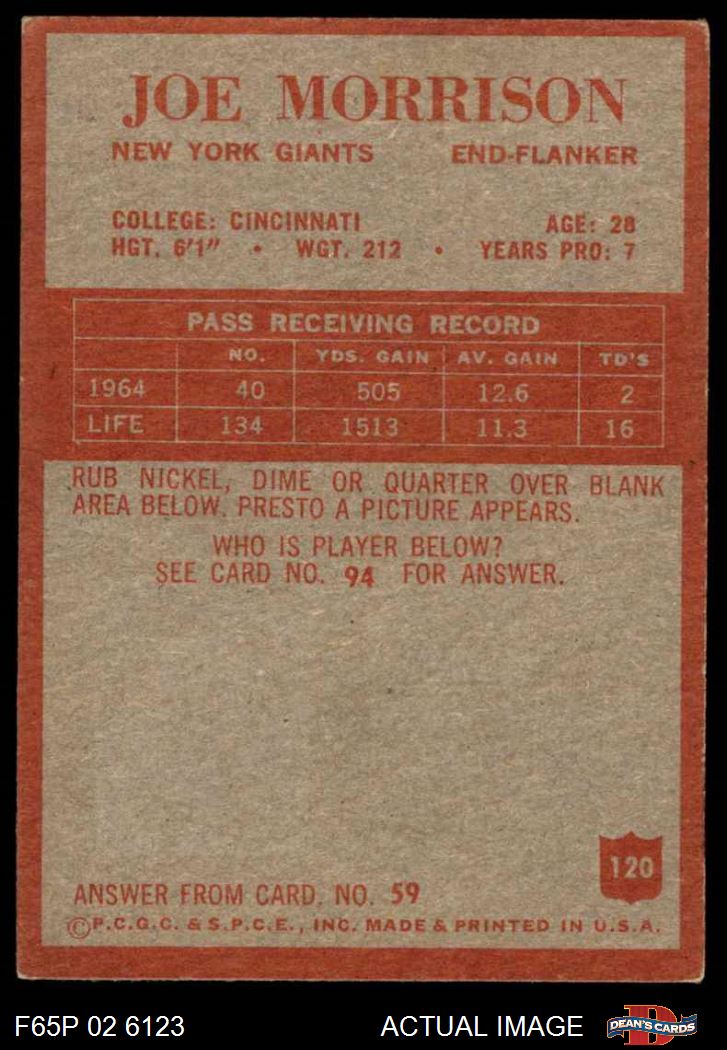 JOE MORRISON
NEW YORK GIANTS END-FLANKER
COLLEGE: CINCINNATI AGE: 28
HGT. 6'1" • WGT. 212 • YEARS PRO: 7
PASS RECEIVING RECORD
NO. YDS. GAIN AV. GAIN TD'S
1964 40 505 12.6 2
LIFE 134 1513 11.3 16
RUB NICKEL, DIME OR QUARTER OVER BLANK
AREA BELOW. PRESTO A PICTURE APPEARS.
WHO IS PLAYER BELOW?
SEE CARD NO. 94 FOR ANSWER.
120
ANSWER FROM CARD. NO. 59
©P.C.G.C. & S.P.C.E., INC. MADE & PRINTED IN U.S.A.
F65P 02 6123 ACTUAL IMAGE D DEAN'S CARDS